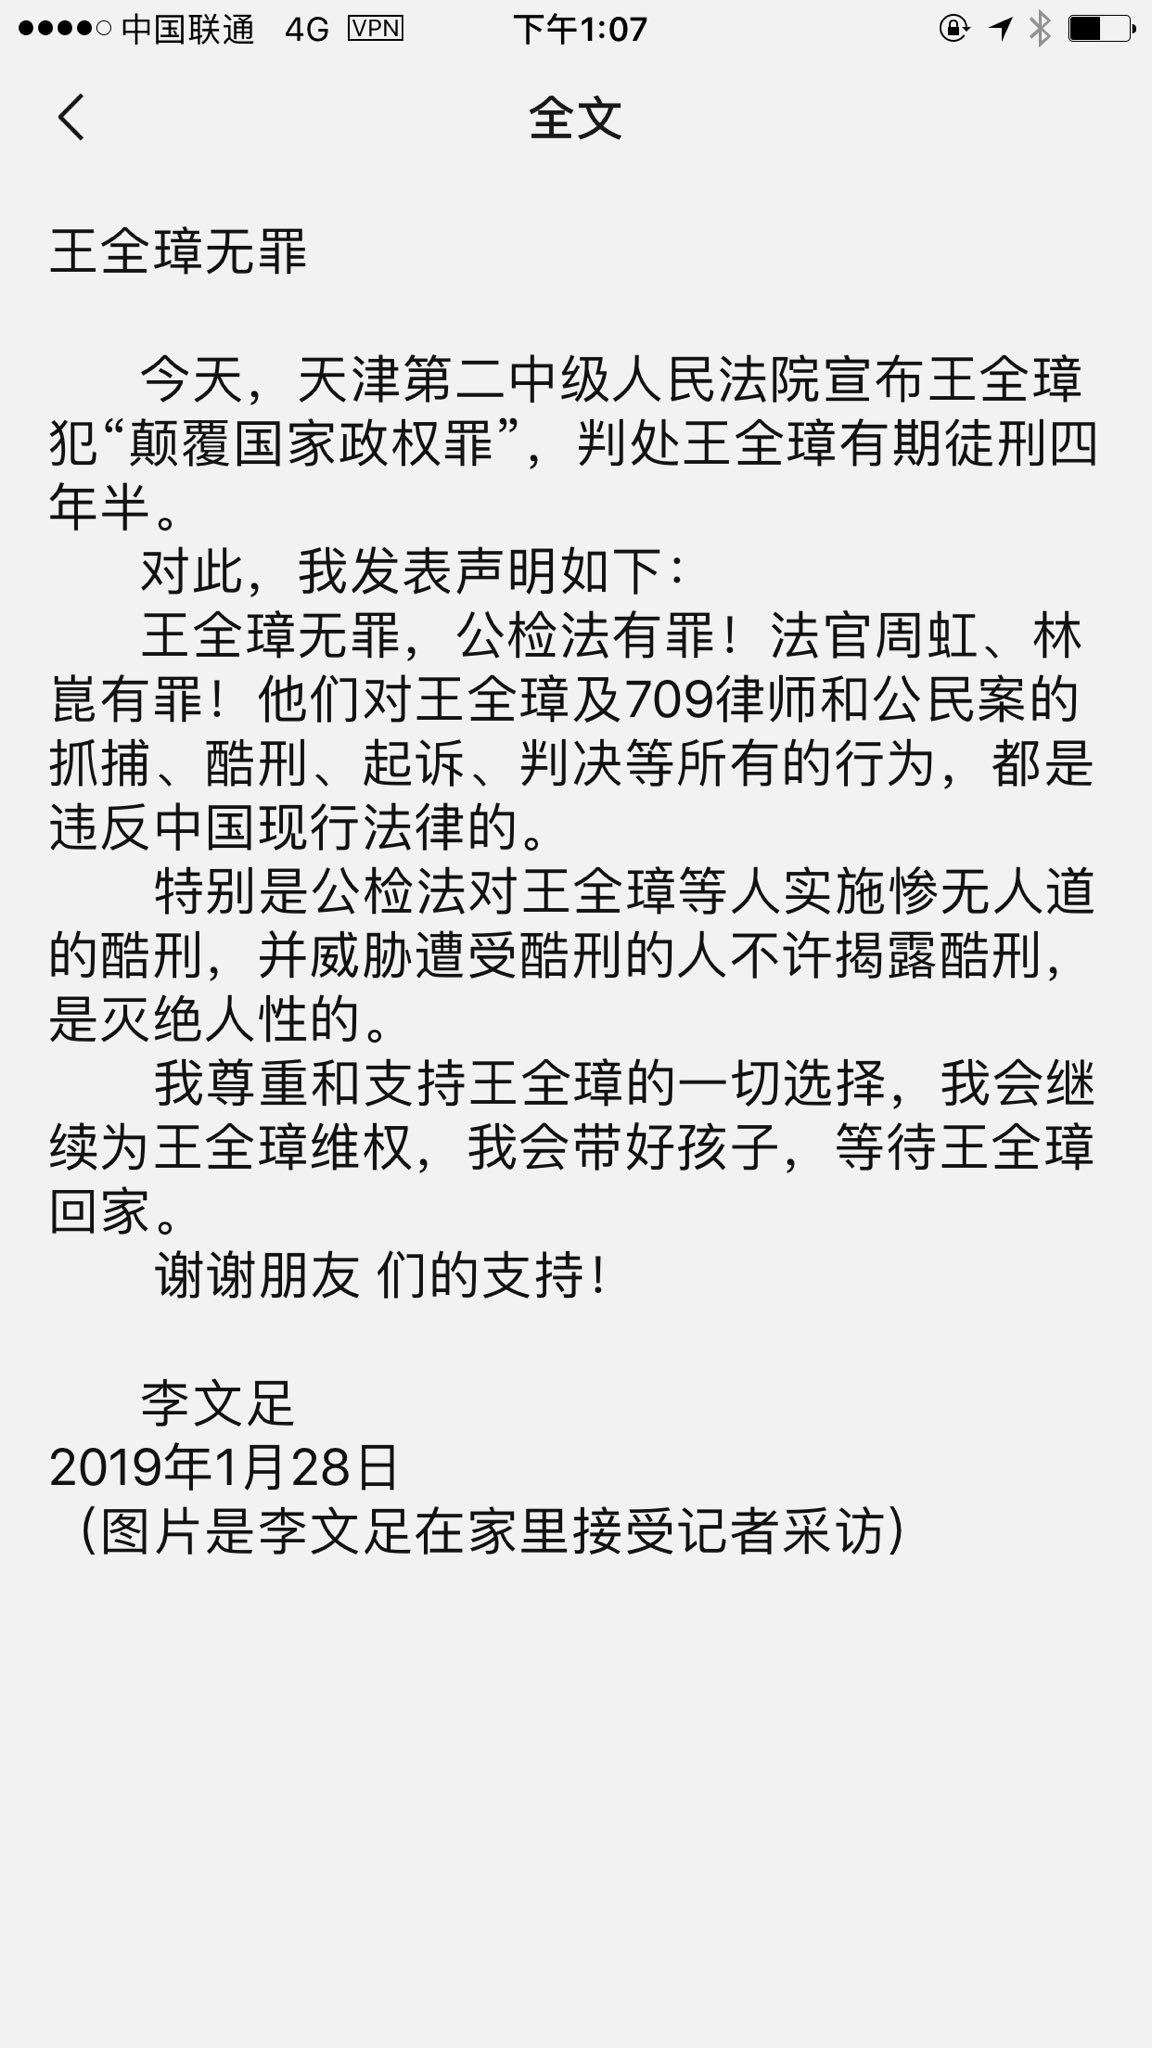 中国联通 4G VPN 下午1:07
全文
王全璋无罪
今天，天津第二中级人民法院宣布王全璋
犯“颠覆国家政权罪”，判处王全璋有期徒刑四
年半。
对此，我发表声明如下：
王全璋无罪，公检法有罪！法官周虹、林
崑有罪！他们对王全璋及709律师和公民案的
抓捕、酷刑、起诉、判决等所有的行为，都是
违反中国现行法律的。
特别是公检法对王全璋等人实施惨无人道
的酷刑，并威胁遭受酷刑的人不许揭露酷刑，
是灭绝人性的。
我尊重和支持王全璋的一切选择，我会继
续为王全璋维权，我会带好孩子，等待王全璋
回家。
谢谢朋友 们的支持！
李文足
2019年1月28日
（图片是李文足在家里接受记者采访）